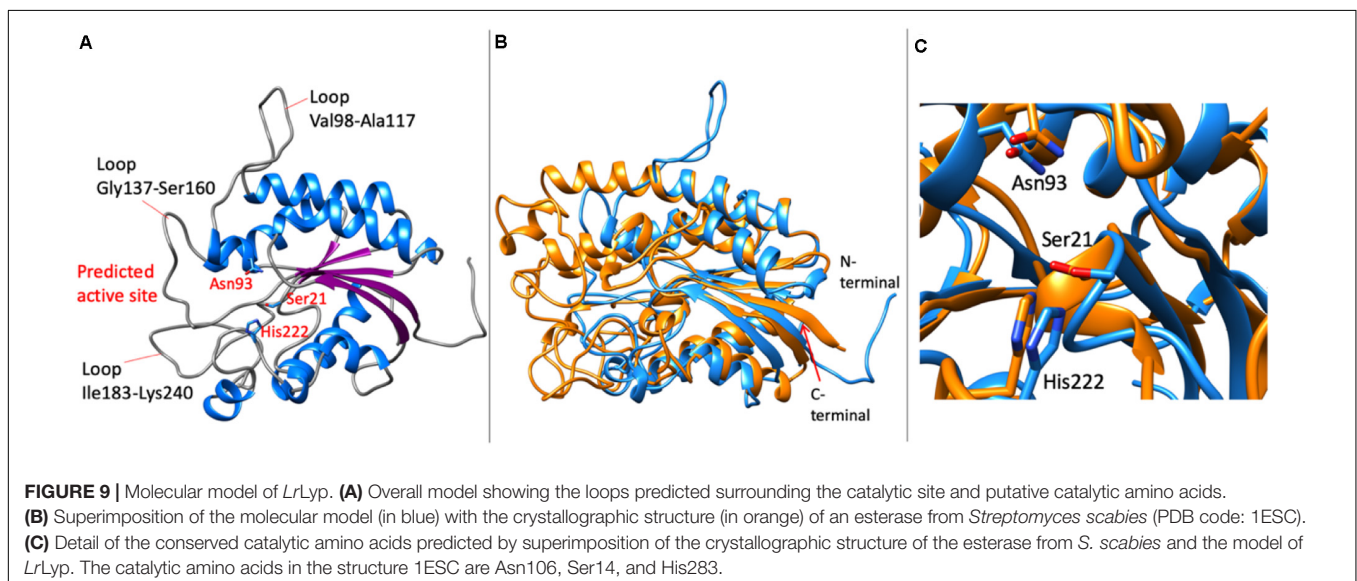 A
Loop
Val98-Ala117
Loop
Gly137-Ser160
Predicted
active site
Asn93
Ser21
His222
Loop
Ile183-Lys240
B
N-
terminal
C-
terminal
C
Asn93
Ser21
His222
FIGURE 9 | Molecular model of LrLyp. (A) Overall model showing the loops predicted surrounding the catalytic site and putative catalytic amino acids.
(B) Superimposition of the molecular model (in blue) with the crystallographic structure (in orange) of an esterase from Streptomyces scabies (PDB code: 1ESC).
(C) Detail of the conserved catalytic amino acids predicted by superimposition of the crystallographic structure of the esterase from S. scabies and the model of
LrLyp. The catalytic amino acids in the structure 1ESC are Asn106, Ser14, and His283.